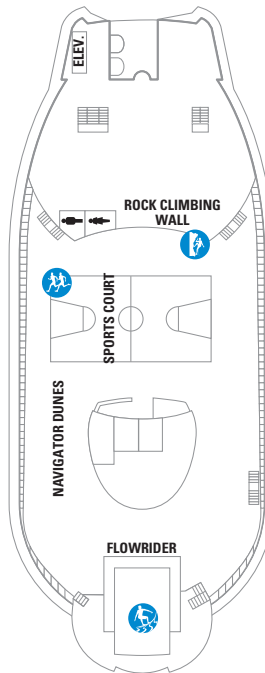 ELEV.
ROCK CLIMBING
WALL
SPORTS COURT
NAVIGATOR DUNES
FLOWRIDER